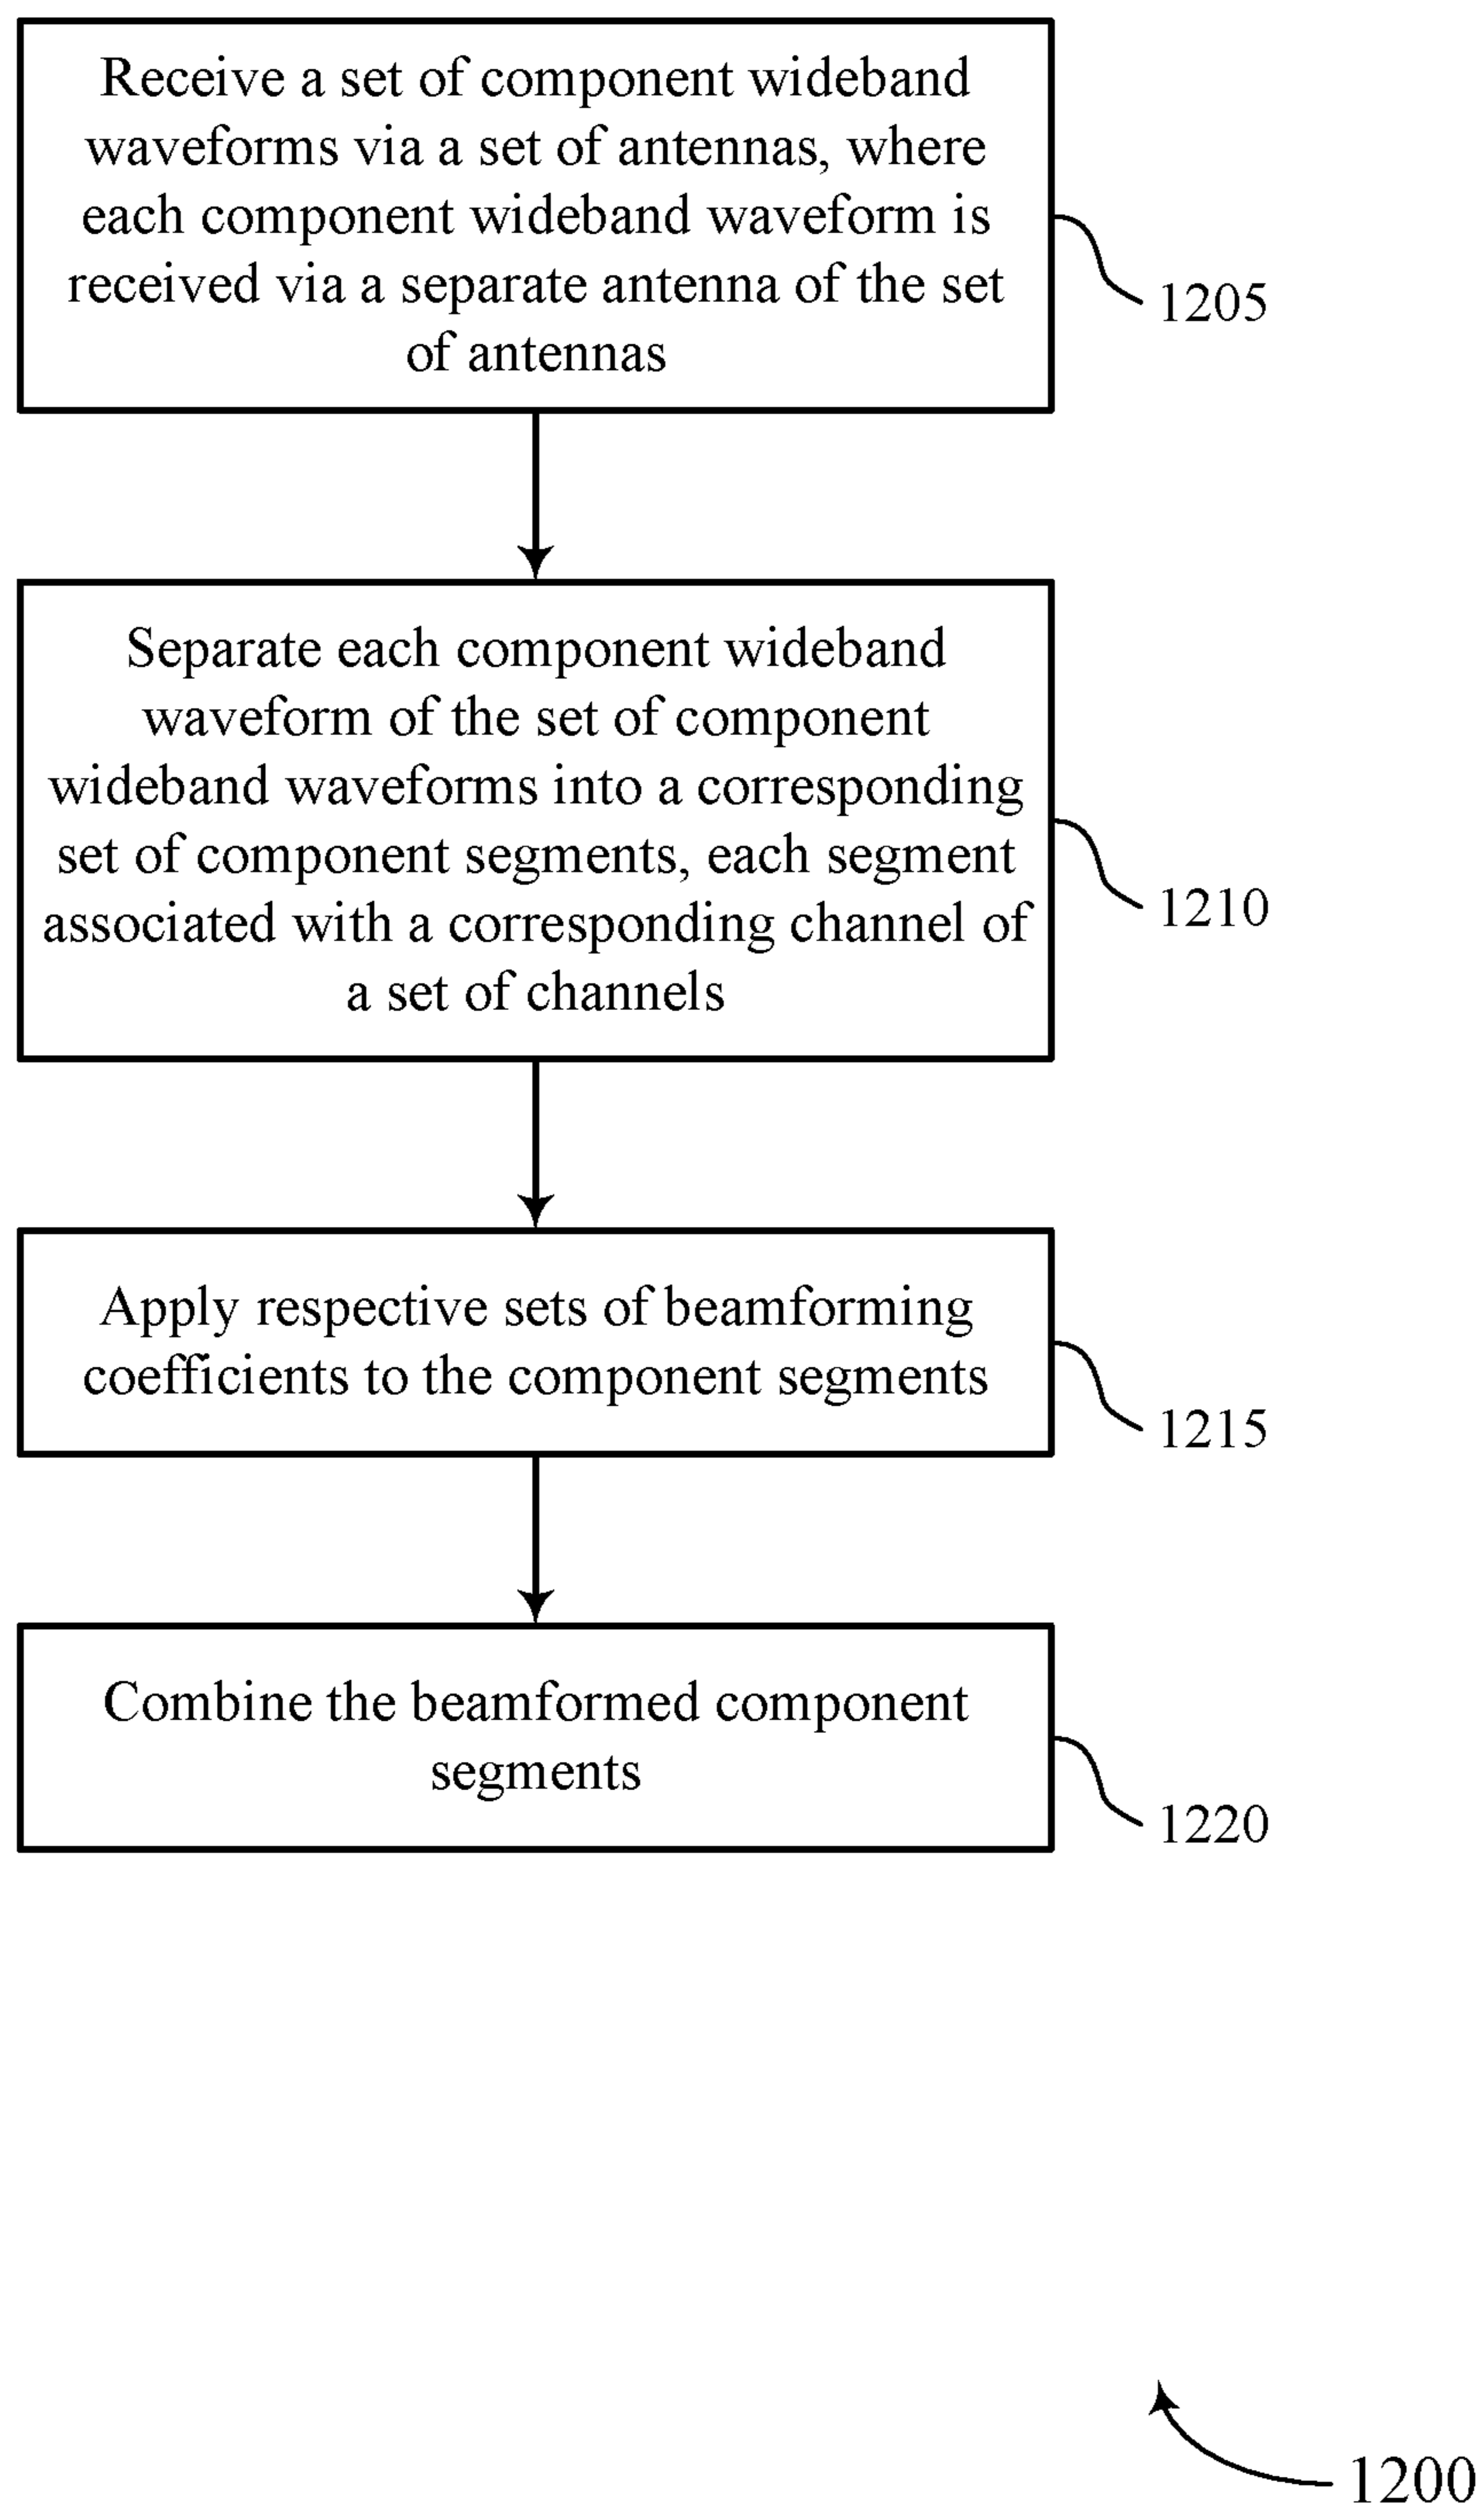 Receive a set of component wideband
waveforms via a set of antennas, where
each component wideband waveform is
received via a separate antenna of the set
of antennas
1205
Separate each component wideband
waveform of the set of component
wideband waveforms into a corresponding
set of component segments, each segment
associated with a corresponding channel of
a set of channels
1210
Apply respective sets of beamforming
coefficients to the component segments
1215
Combine the beamformed component
segments
1220
1200